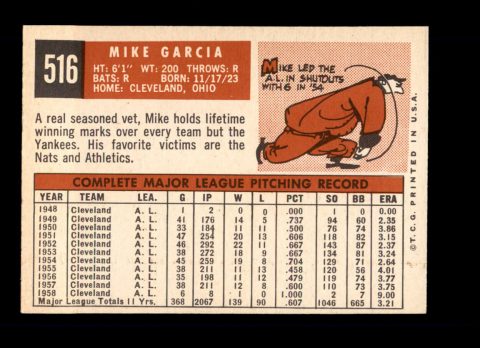 516
MIKE GARCIA
HT: 6'1" WT: 200 THROWS: R
BATS: R BORN: 11/17/23
HOME: CLEVELAND, OHIO
MIKE LED THE
A.L. IN SHUTOUTS
WITH 6 IN '54
A real seasoned vet, Mike holds lifetime
winning marks over every team but the
Yankees. His favorite victims are the
Nats and Athletics.
COMPLETE MAJOR LEAGUE PITCHING RECORD
YEAR TEAM LEA. G IP W L PCT SO BB ERA
1948 Cleveland A. L. 1 2 0 0 .000 1 0 0.00
1949 Cleveland A. L. 41 176 14 5 .737 94 60 2.35
1950 Cleveland A. L. 33 184 11 11 .500 76 74 3.86
1951 Cleveland A. L. 47 254 20 13 .606 118 82 3.15
1952 Cleveland A. L. 46 292 22 11 .667 143 87 2.37
1953 Cleveland A. L. 38 272 18 9 .667 134 81 3.24
1954 Cleveland A. L. 45 259 19 8 .704 129 71 2.64
1955 Cleveland A. L. 38 211 11 13 .458 120 56 4.01
1956 Cleveland A. L. 35 198 11 12 .478 119 74 3.77
1957 Cleveland A. L. 38 211 12 8 .600 110 73 3.75
1958 Cleveland A. L. 6 8 1 0 2 7 9.00
Major League Totals 11 Yrs. 368 2067 139 90 .607 1046 665 3.21
© T.C.G. PRINTED IN U.S.A.